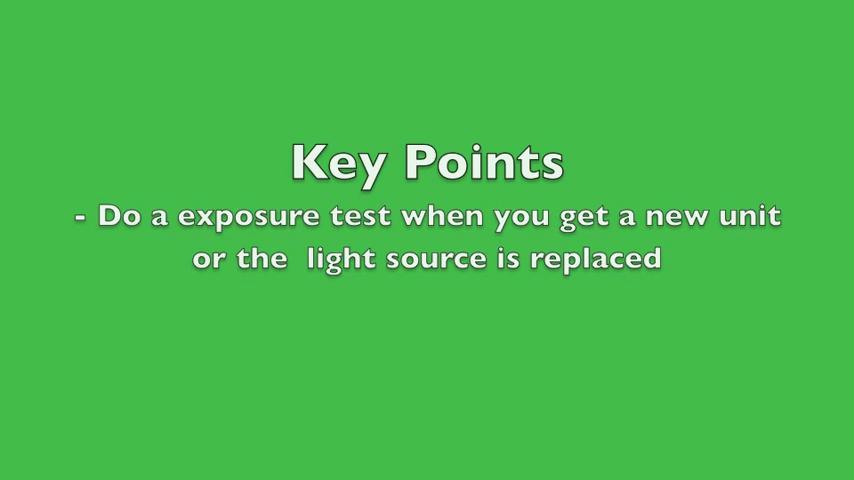 Key Points
- Do a exposure test when you get a new unit
or the  light source is replaced